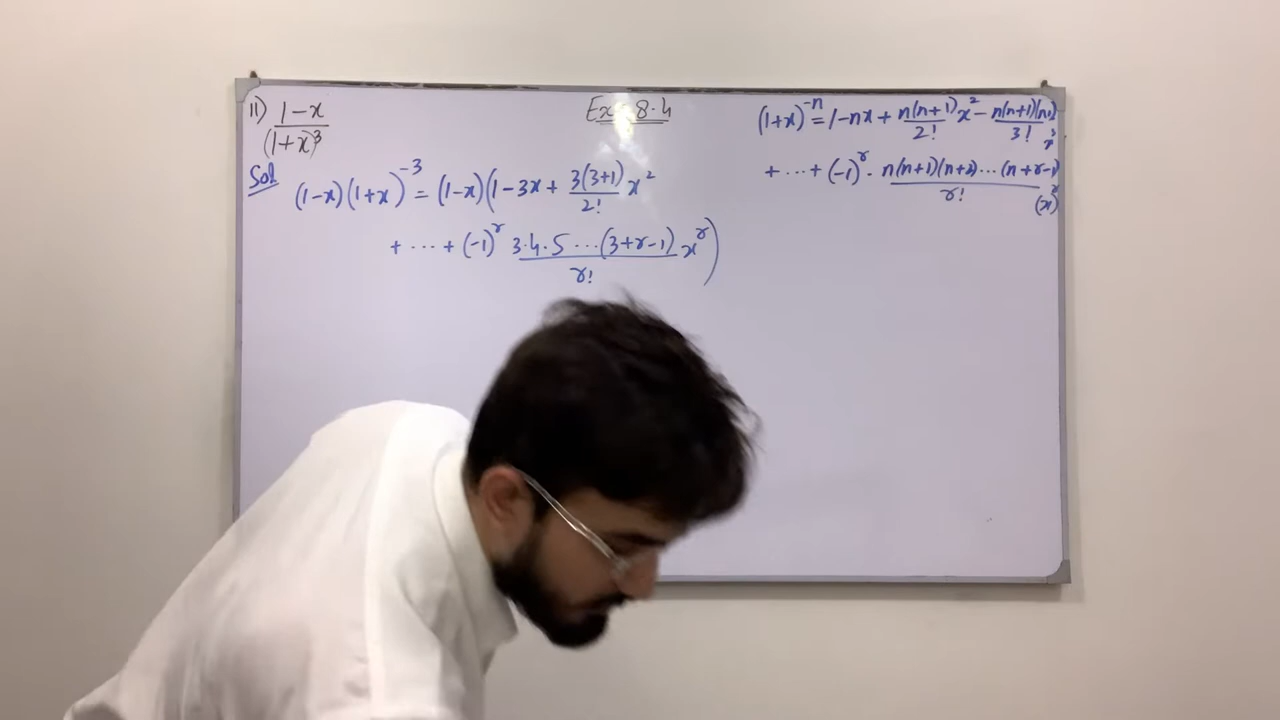 11) 1-x / (1+x)³
Ex 8.4
(1+x)⁻ⁿ = 1-nx + n(n+1)/2! x² - n(n+1)(n+2)/3! x³
+ ... + (-1)ʳ . n(n+1)(n+2)...(n+r-1)/r! (x)ʳ
Sol
(1-x)(1+x)⁻³ = (1-x)(1-3x + 3(3+1)/2! x²
+ ... + (-1)ʳ 3.4.5...(3+r-1)/r! xʳ)